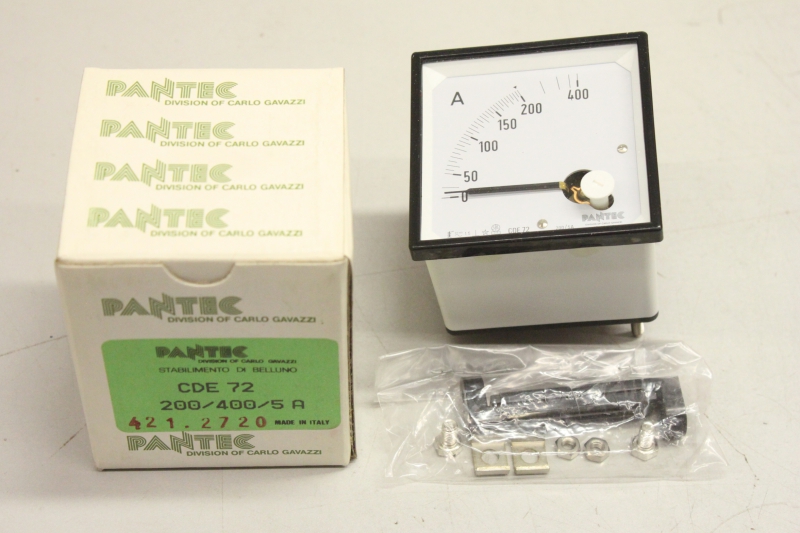 PANTEC
DIVISION OF CARLO GAVAZZI
PANTEC
DIVISION OF CARLO GAVAZZI
PANTEC
DIVISION OF CARLO GAVAZZI
PANTEC
DIVISION OF CARLO GAVAZZI
PANTEC
DIVISION OF CARLO GAVAZZI
PANTEC
DIVISION OF CARLO GAVAZZI
STABILIMENTO DI BELLUNO
CDE 72
200/400/5 A
421.2720 MADE IN ITALY
PANTEC
DIVISION OF CARLO GAVAZZI
A
0
50
100
150
200
400
PANTEC
CDE 72